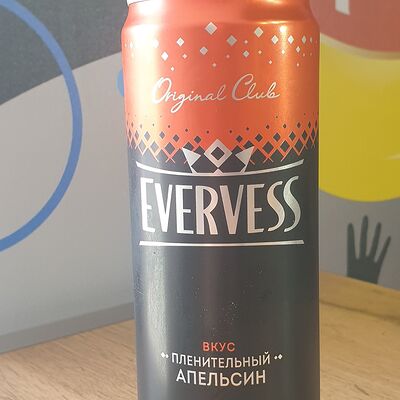 Original Club
EVERVESS
ВКУС
ПЛЕНИТЕЛЬНЫЙ
АПЕЛЬСИН